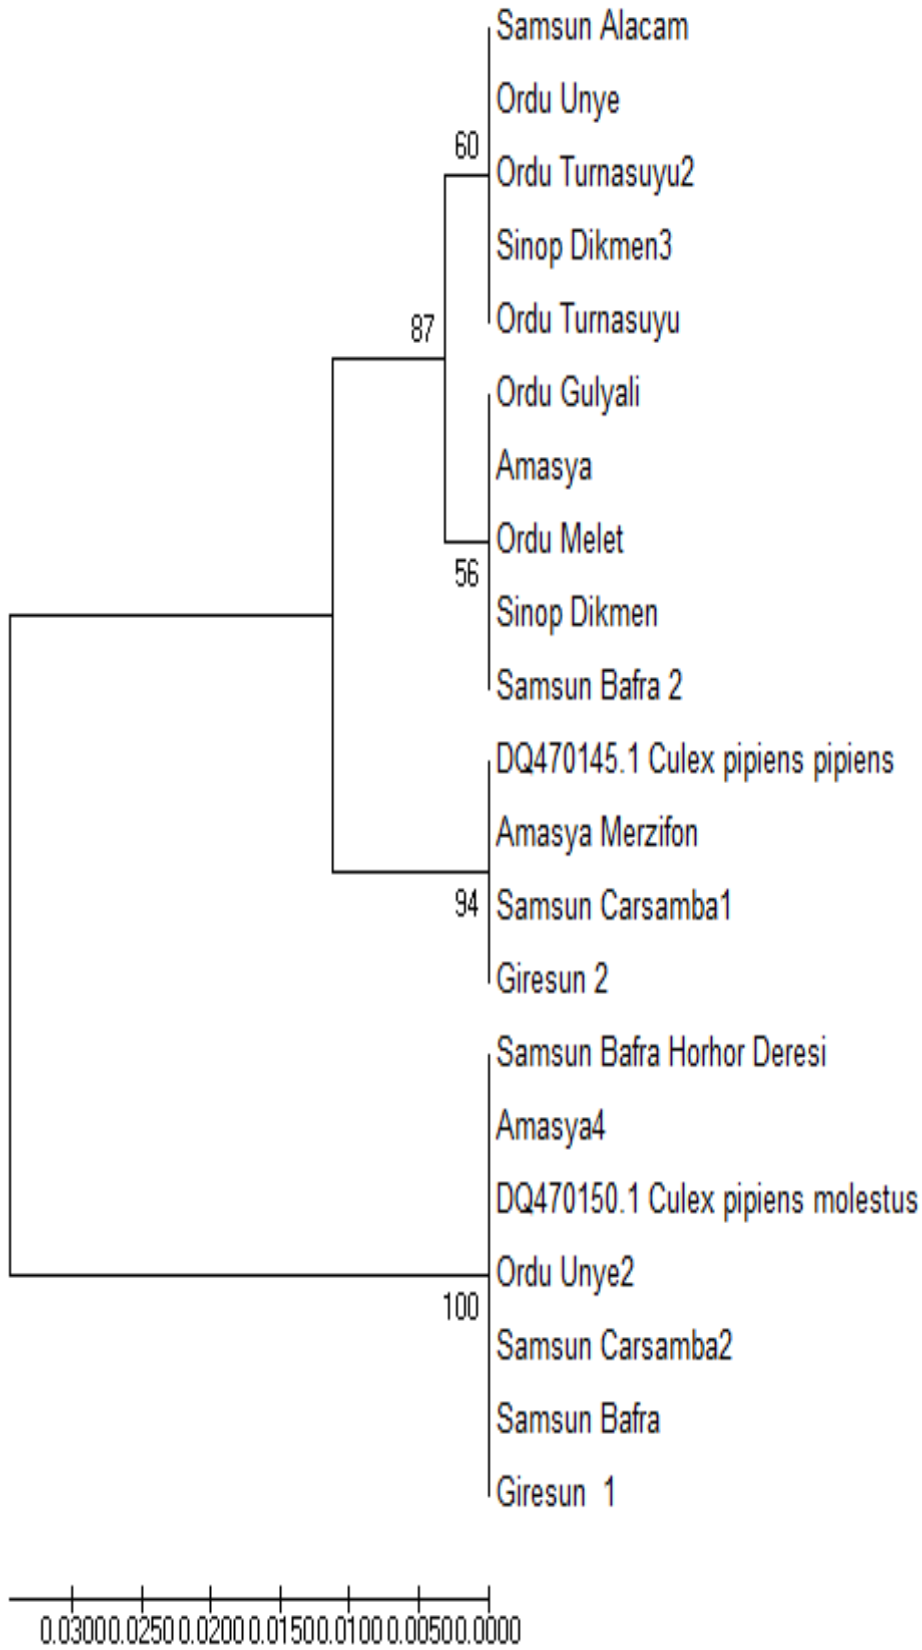 Samsun Alacam
Ordu Unye
60
Ordu Turnasuyu2
Sinop Dikmen3
87
Ordu Turnasuyu
Ordu Gulyali
Amasya
Ordu Melet
56
Sinop Dikmen
Samsun Bafra 2
DQ470145.1 Culex pipiens pipiens
Amasya Merzifon
94
Samsun Carsamba1
Giresun 2
Samsun Bafra Horhor Deresi
Amasya4
DQ470150.1 Culex pipiens molestus
Ordu Unye2
100
Samsun Carsamba2
Samsun Bafra
Giresun  1
0.0300 0.0250 0.0200 0.0150 0.0100 0.0050 0.0000